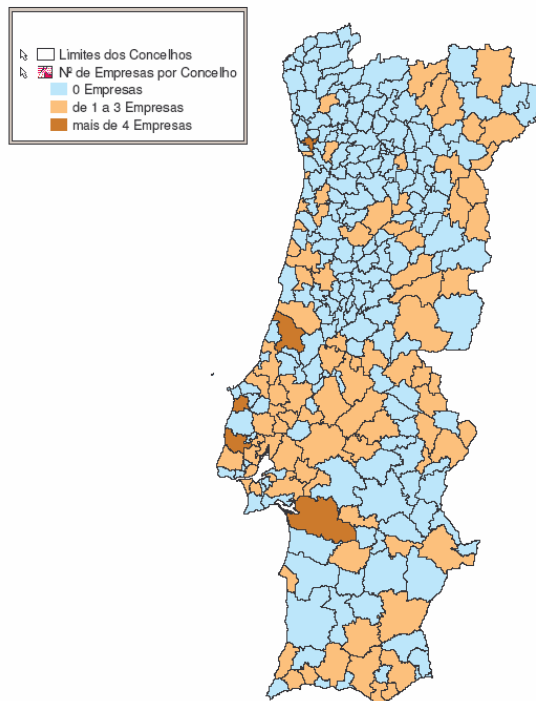 Limites dos Concelhos
Nº de Empresas por Concelho
0 Empresas
de 1 a 3 Empresas
mais de 4 Empresas